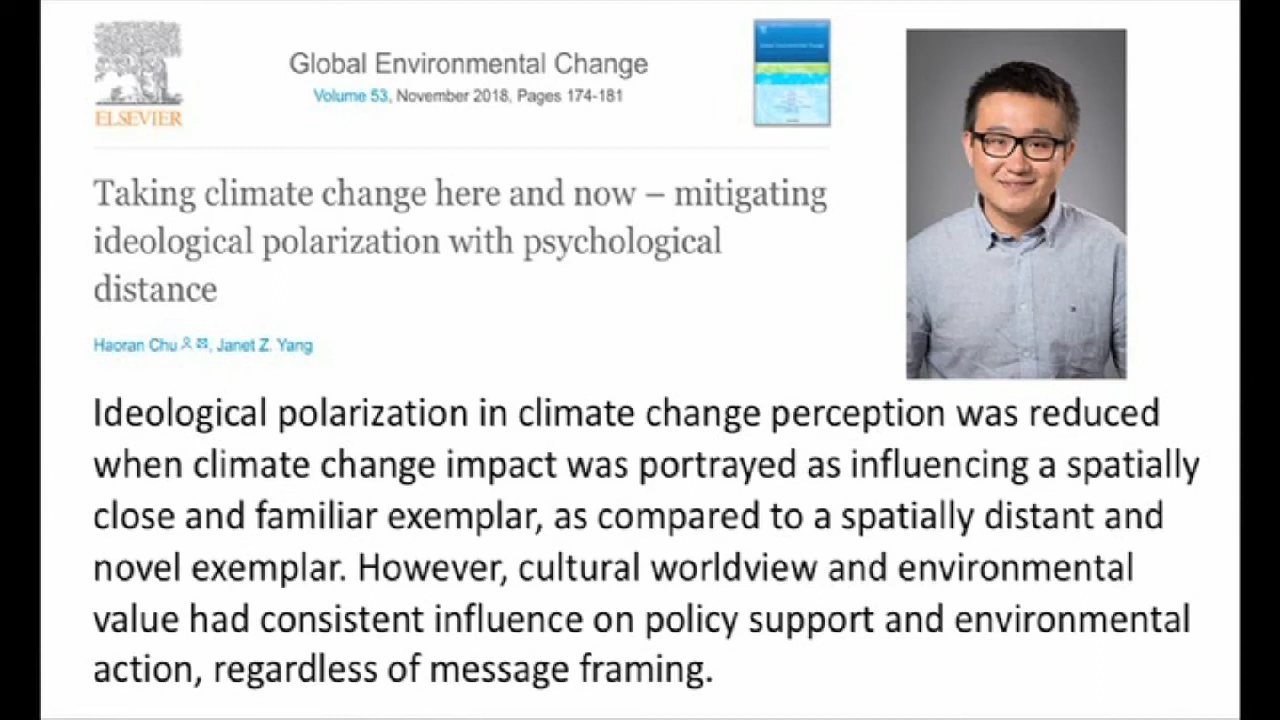 ELSEVIER
Global Environmental Change
Volume 53, November 2018, Pages 174-181
Taking climate change here and now – mitigating
ideological polarization with psychological
distance
Haoran Chu, Janet Z. Yang
Ideological polarization in climate change perception was reduced
when climate change impact was portrayed as influencing a spatially
close and familiar exemplar, as compared to a spatially distant and
novel exemplar. However, cultural worldview and environmental
value had consistent influence on policy support and environmental
action, regardless of message framing.